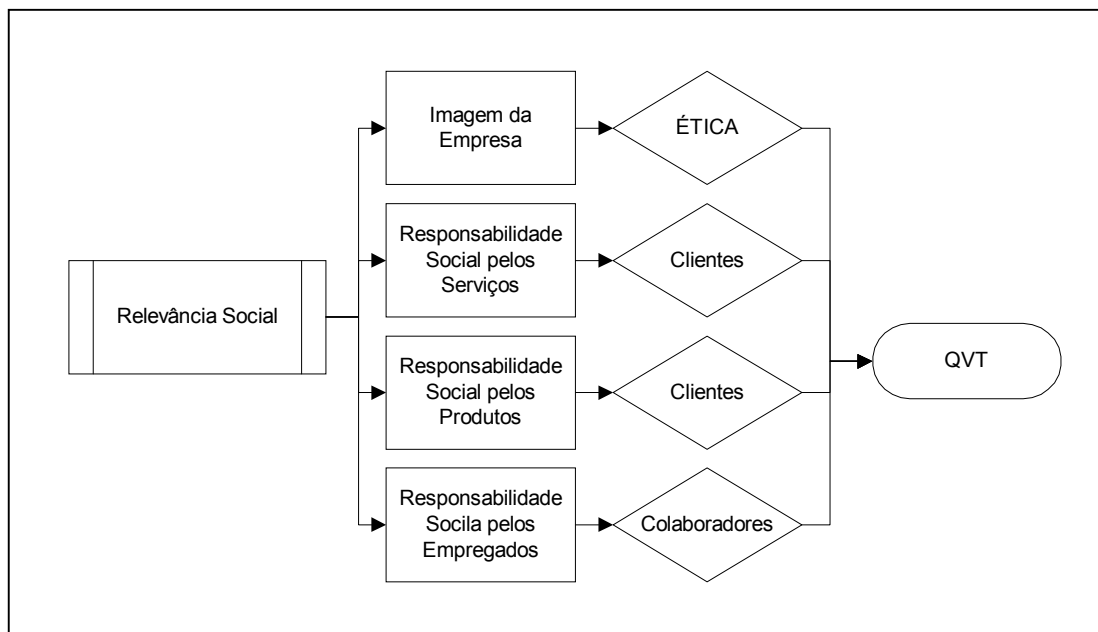 Relevância Social
Imagem da
Empresa
ÉTICA
Responsabilidade
Social pelos
Serviços
Clientes
Responsabilidade
Social pelos
Produtos
Clientes
Responsabilidade
Socila pelos
Empregados
Colaboradores
QVT